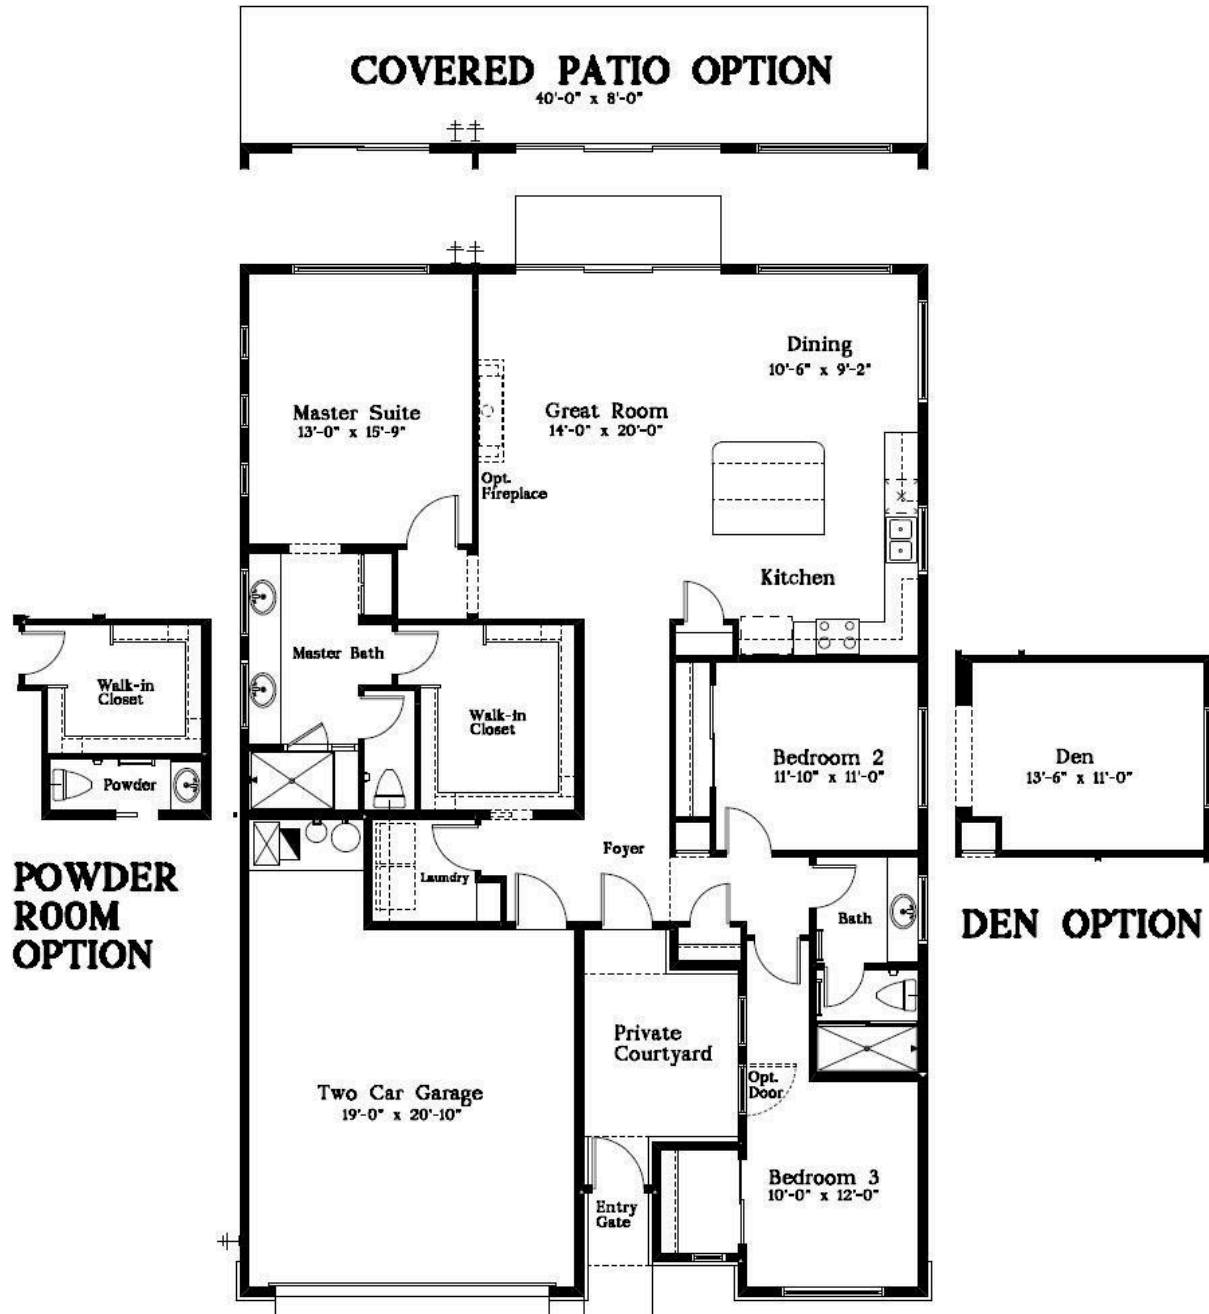 COVERED PATIO OPTION
40'-0" x 8'-0"
Dining
10'-6" x 9'-2"
Master Suite
13'-0" x 15'-9"
Great Room
14'-0" x 20'-0"
Opt.
Fireplace
Kitchen
Master Bath
Walk-in
Closet
Walk-in
Closet
Powder
POWDER
ROOM
OPTION
Bedroom 2
11'-10" x 11'-0"
Den
13'-6" x 11'-0"
DEN OPTION
Foyer
Laundry
Bath
Private
Courtyard
Opt.
Door
Two Car Garage
19'-0" x 20'-10"
Bedroom 3
10'-0" x 12'-0"
Entry
Gate